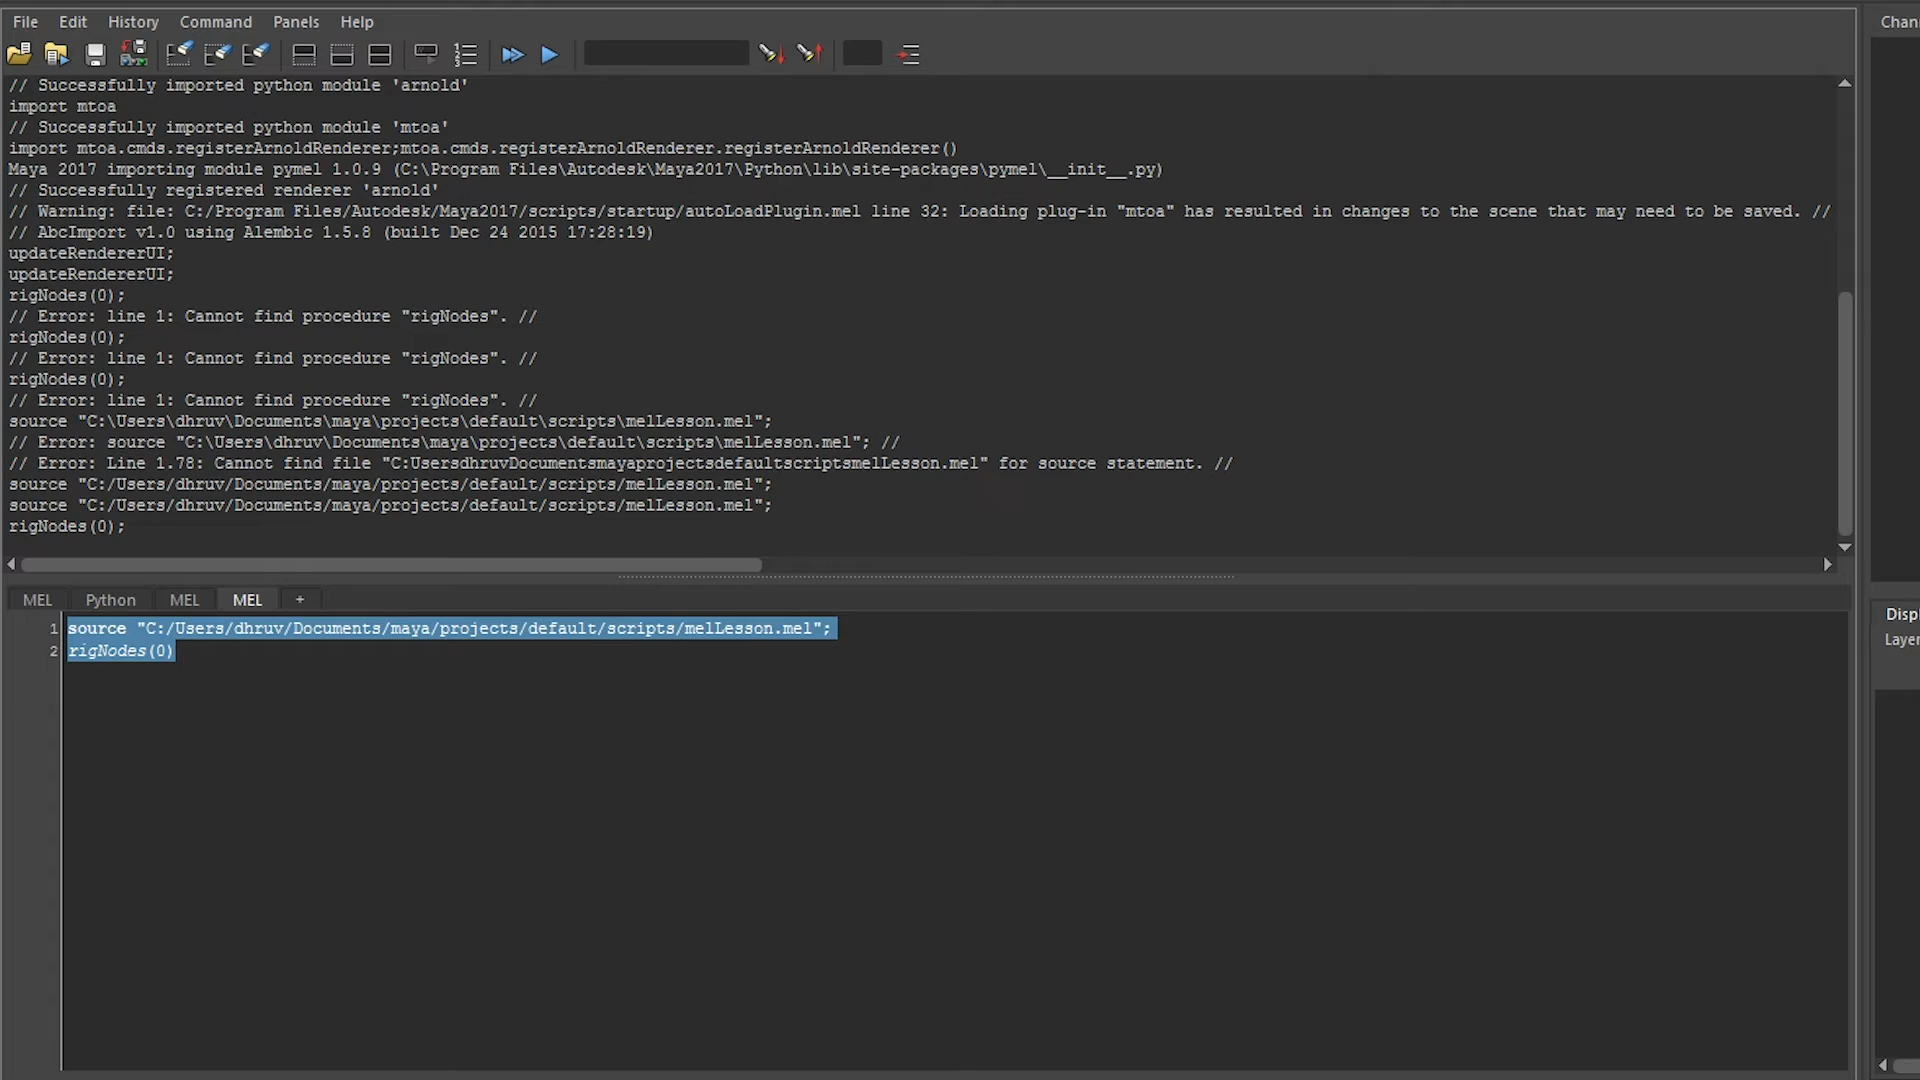 File Edit History Command Panels Help
Chan
// Successfully imported python module 'arnold'
import mtoa
// Successfully imported python module 'mtoa'
import mtoa.cmds.registerArnoldRenderer;mtoa.cmds.registerArnoldRenderer.registerArnoldRenderer()
Maya 2017 importing module pymel 1.0.9 (C:\Program Files\Autodesk\Maya2017\Python\lib\site-packages\pymel\__init__.py)
// Successfully registered renderer 'arnold'
// Warning: file: C:/Program Files/Autodesk/Maya2017/scripts/startup/autoLoadPlugin.mel line 32: Loading plug-in "mtoa" has resulted in changes to the scene that may need to be saved. //
// AbcImport v1.0 using Alembic 1.5.8 (built Dec 24 2015 17:28:19)
updateRendererUI;
updateRendererUI;
rigNodes(0);
// Error: line 1: Cannot find procedure "rigNodes". //
rigNodes(0);
// Error: line 1: Cannot find procedure "rigNodes". //
rigNodes(0);
// Error: line 1: Cannot find procedure "rigNodes". //
source "C:\Users\dhruv\Documents\maya\projects\default\scripts\melLesson.mel";
// Error: source "C:\Users\dhruv\Documents\maya\projects\default\scripts\melLesson.mel"; //
// Error: Line 1.78: Cannot find file "C:UsersdhruvDocumentsmayaprojectsdefaultscriptsmelLesson.mel" for source statement. //
source "C:/Users/dhruv/Documents/maya/projects/default/scripts/melLesson.mel";
source "C:/Users/dhruv/Documents/maya/projects/default/scripts/melLesson.mel";
rigNodes(0);
MEL Python MEL MEL +
1 source "C:/Users/dhruv/Documents/maya/projects/default/scripts/melLesson.mel";
2 rigNodes(0)
Displ
Layer